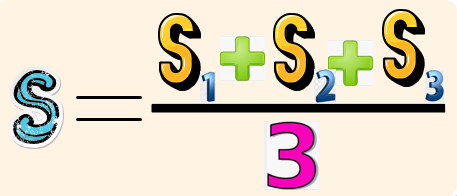 S = S₁ + S₂ + S₃
3